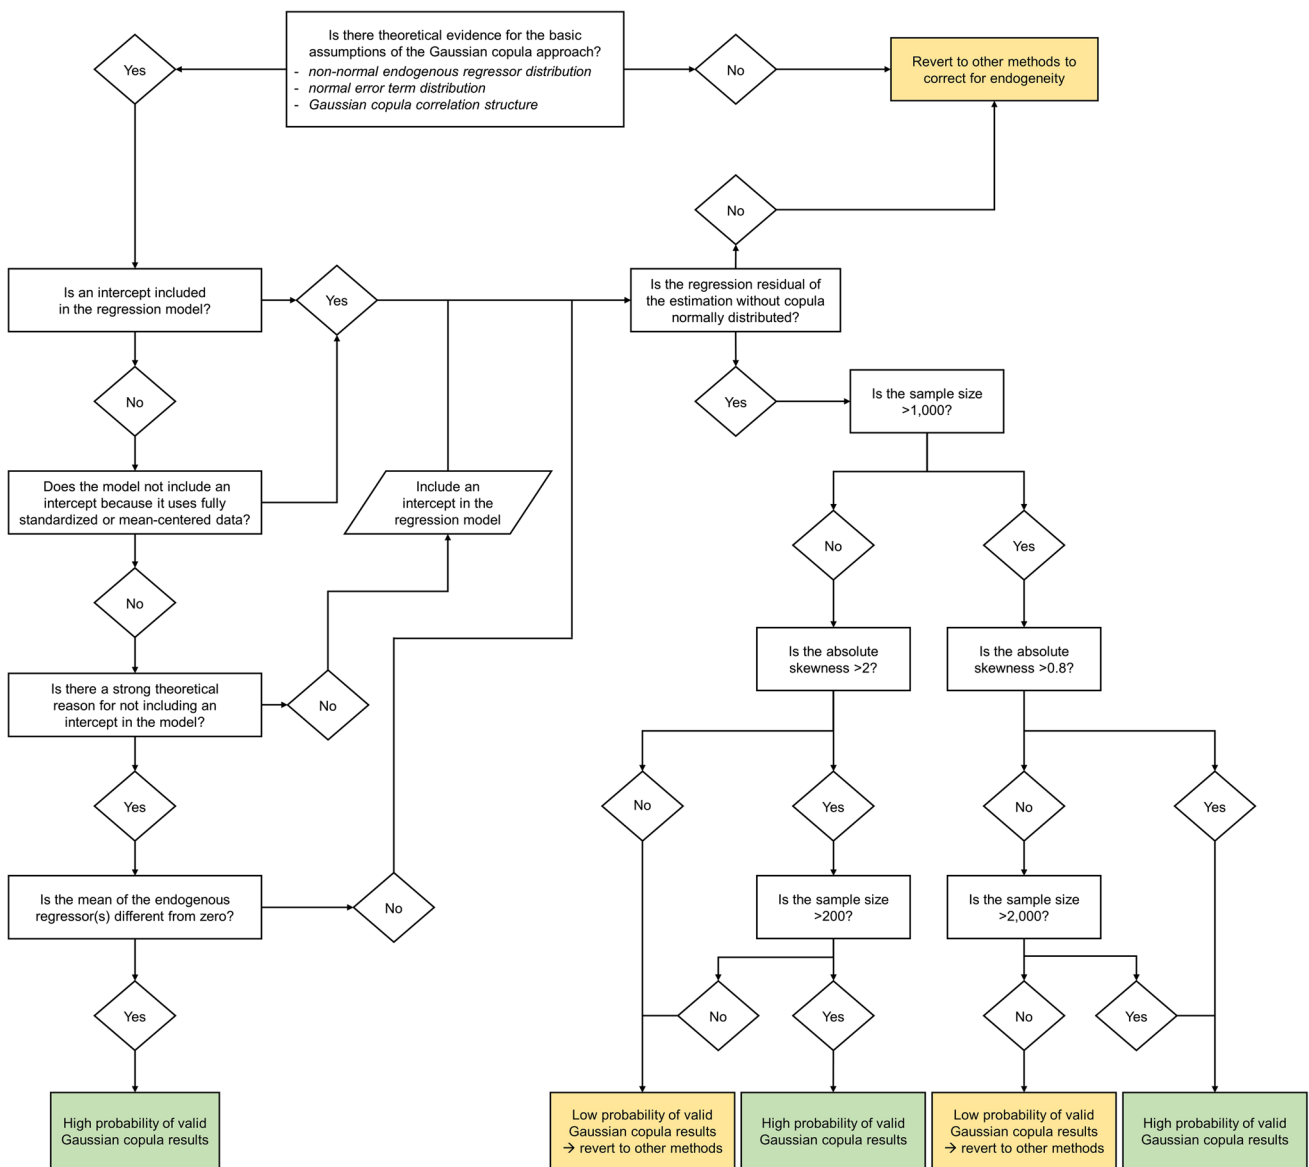 Is there theoretical evidence for the basic
assumptions of the Gaussian copula approach?
- non-normal endogenous regressor distribution
- normal error term distribution
- Gaussian copula correlation structure
Yes
No
Revert to other methods to
correct for endogeneity
No
Is an intercept included
in the regression model?
Yes
Is the regression residual of
the estimation without copula
normally distributed?
No
Yes
Is the sample size
>1,000?
Does the model not include an
intercept because it uses fully
standardized or mean-centered data?
Include an
intercept in the
regression model
No
Yes
No
Is the absolute
skewness >2?
Is the absolute
skewness >0.8?
Is there a strong theoretical
reason for not including an
intercept in the model?
No
Yes
No
Yes
No
Yes
Is the mean of the endogenous
regressor(s) different from zero?
No
Is the sample size
>200?
Is the sample size
>2,000?
Yes
No
Yes
No
Yes
High probability of valid
Gaussian copula results
Low probability of valid
Gaussian copula results
→ revert to other methods
High probability of valid
Gaussian copula results
Low probability of valid
Gaussian copula results
→ revert to other methods
High probability of valid
Gaussian copula results